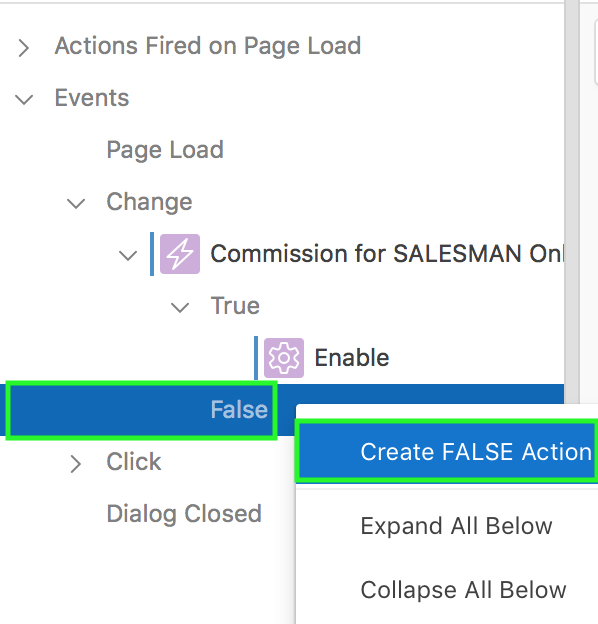 Actions Fired on Page Load
Events
Page Load
Change
Commission for SALESMAN Onl
True
Enable
False
Create FALSE Action
Click
Dialog Closed
Expand All Below
Collapse All Below